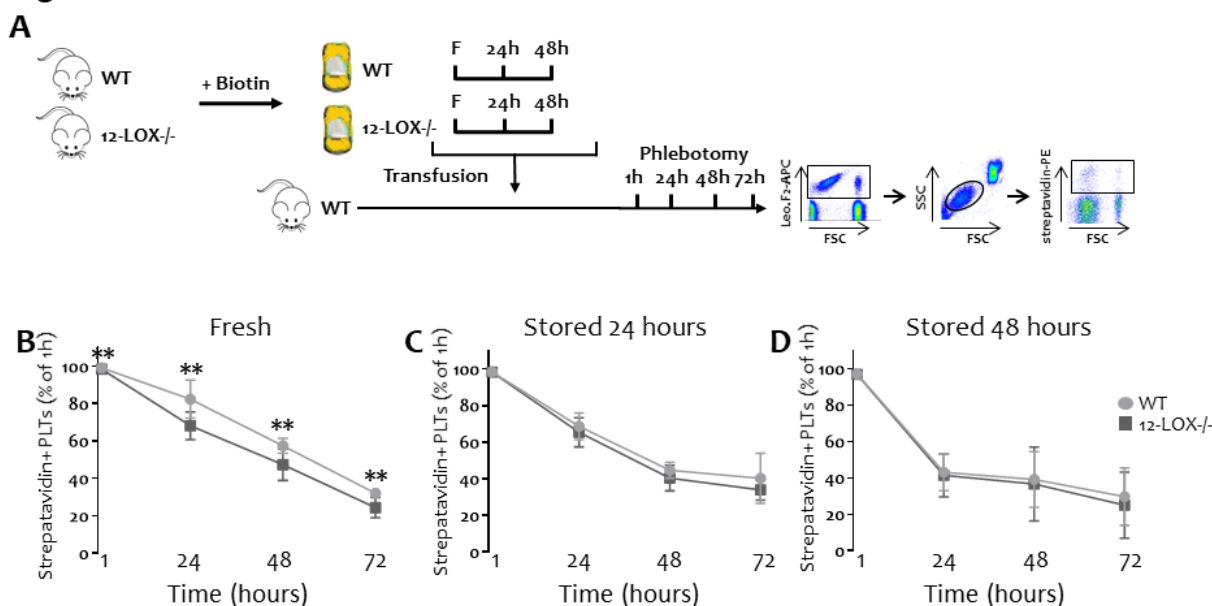 A
WT
+ Biotin
12-LOX-/-
WT
F 24h 48h
12-LOX-/-
F 24h 48h
Transfusion
WT
Phlebotomy
1h 24h 48h 72h
Leo.F2-APC
FSC
SSC
FSC
streptavidin-PE
FSC
B
Fresh
Strepatavidin+ PLTs (% of 1h)
100
80
60
40
20
0
** ** ** **
1 24 48 72
Time (hours)
C
Stored 24 hours
Strepatavidin+ PLTs (% of 1h)
100
80
60
40
20
0
1 24 48 72
Time (hours)
D
Stored 48 hours
Strepatavidin+ PLTs (% of 1h)
100
80
60
40
20
0
1 24 48 72
Time (hours)
WT
12-LOX-/-